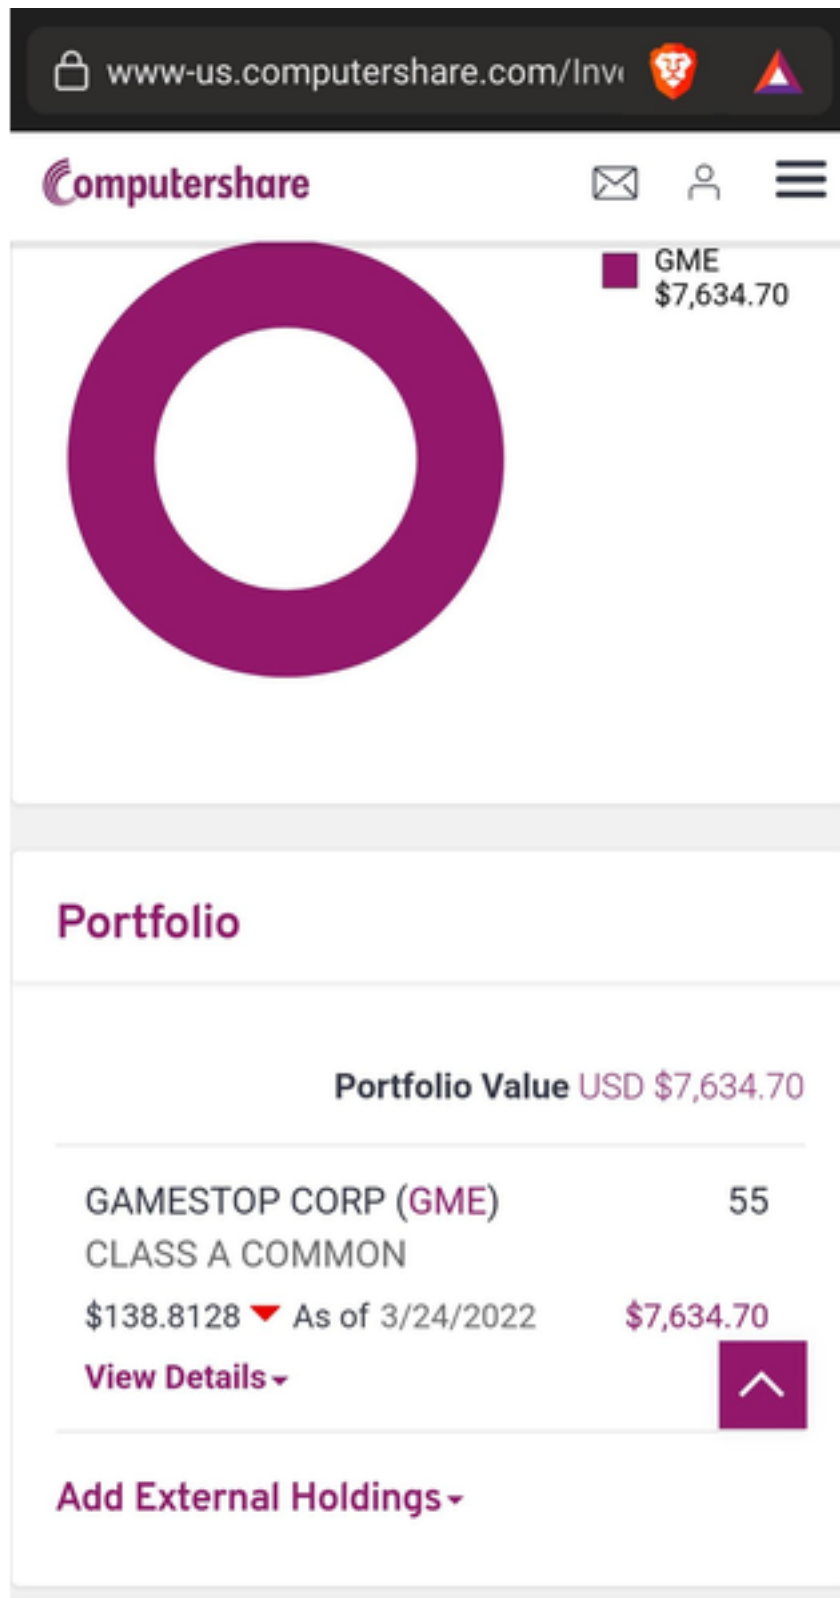 www-us.computershare.com/Inv
Computershare
GME
$7,634.70
Portfolio
Portfolio Value USD $7,634.70
GAMESTOP CORP (GME) 55
CLASS A COMMON
$138.8128 As of 3/24/2022 $7,634.70
View Details
Add External Holdings